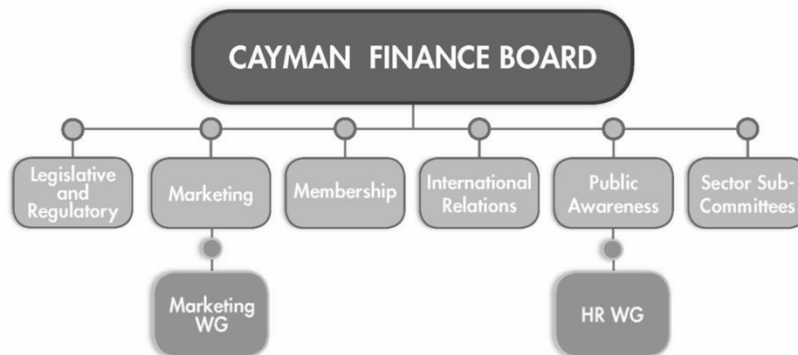 CAYMAN FINANCE BOARD
Legislative
and
Regulatory
Marketing
Membership
International
Relations
Public
Awareness
Sector Sub-
Committees
Marketing
WG
HR WG